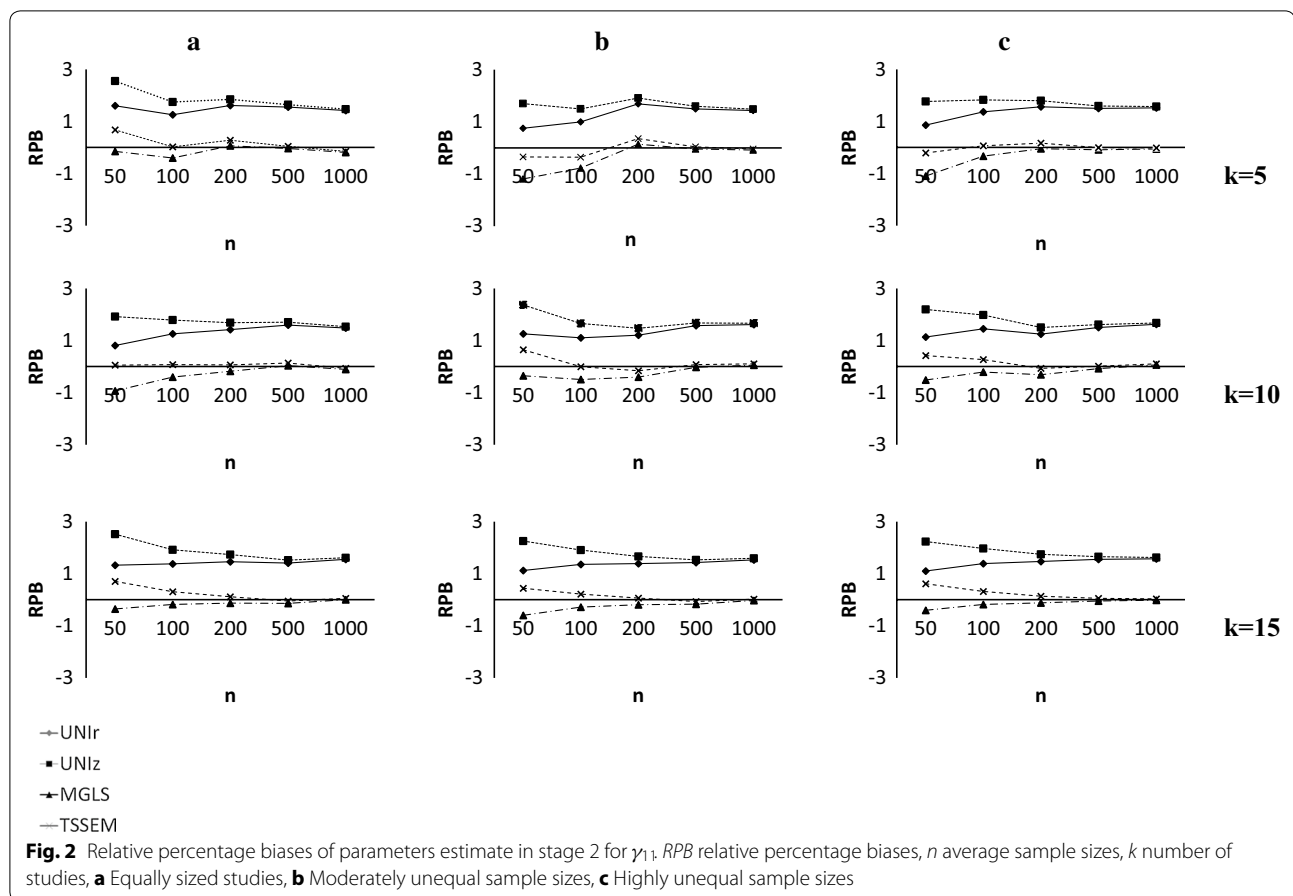 a b c
3 3 3
RPB 1 RPB 1 RPB 1
50 100 200 500 1000 50 100 200 500 1000 50 100 200 500 1000
-1 -1 -1 k=5
-3 -3 -3
n n n
3 3 3
RPB 1 RPB 1 RPB 1
50 100 200 500 1000 50 100 200 500 1000 50 100 200 500 1000
-1 -1 -1 k=10
-3 -3 -3
n n n
3 3 3
RPB 1 RPB 1 RPB 1
50 100 200 500 1000 50 100 200 500 1000 50 100 200 500 1000
-1 -1 -1 k=15
-3 -3 -3
n n n
UNIr
UNIz
MGLS
TSSEM
Fig. 2 Relative percentage biases of parameters estimate in stage 2 for γ₁₁. RPB relative percentage biases, n average sample sizes, k number of
studies, a Equally sized studies, b Moderately unequal sample sizes, c Highly unequal sample sizes